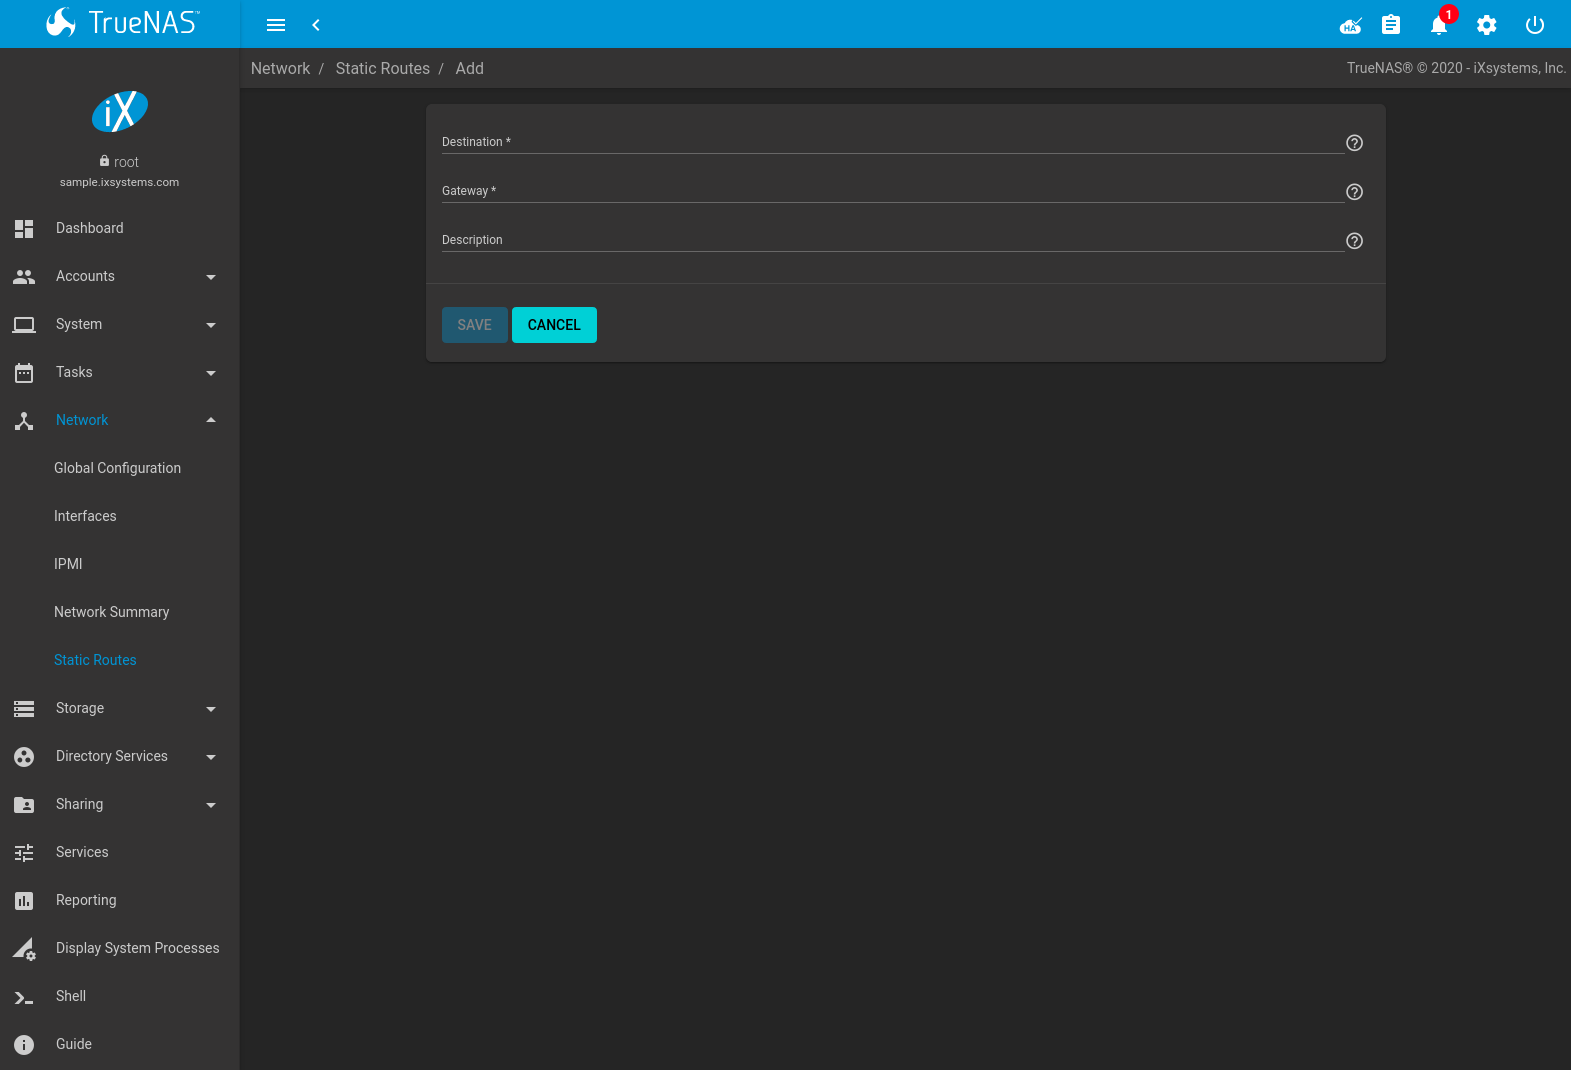 TrueNAS™
HA
1
Network / Static Routes / Add
TrueNAS® © 2020 - iXsystems, Inc.
iX
root
sample.ixsystems.com
Dashboard
Accounts
System
Tasks
Network
Global Configuration
Interfaces
IPMI
Network Summary
Static Routes
Storage
Directory Services
Sharing
Services
Reporting
Display System Processes
Shell
Guide
Destination *
Gateway *
Description
SAVE CANCEL